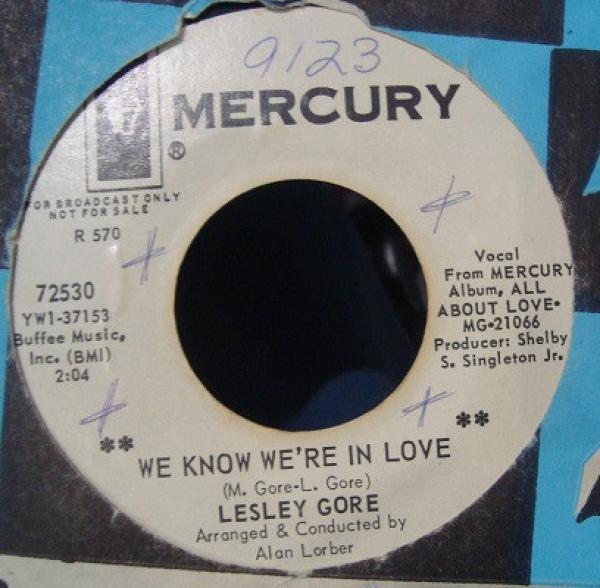 9123
MERCURY
®
FOR BROADCAST ONLY
NOT FOR SALE
R 570
72530
YW1-37153
Buffee Music,
Inc. (BMI)
2:04
Vocal
From MERCURY
Album, ALL
ABOUT LOVE•
MG•21066
Producer: Shelby
S. Singleton Jr.
** **
WE KNOW WE'RE IN LOVE
(M. Gore-L. Gore)
LESLEY GORE
Arranged & Conducted by
Alan Lorber